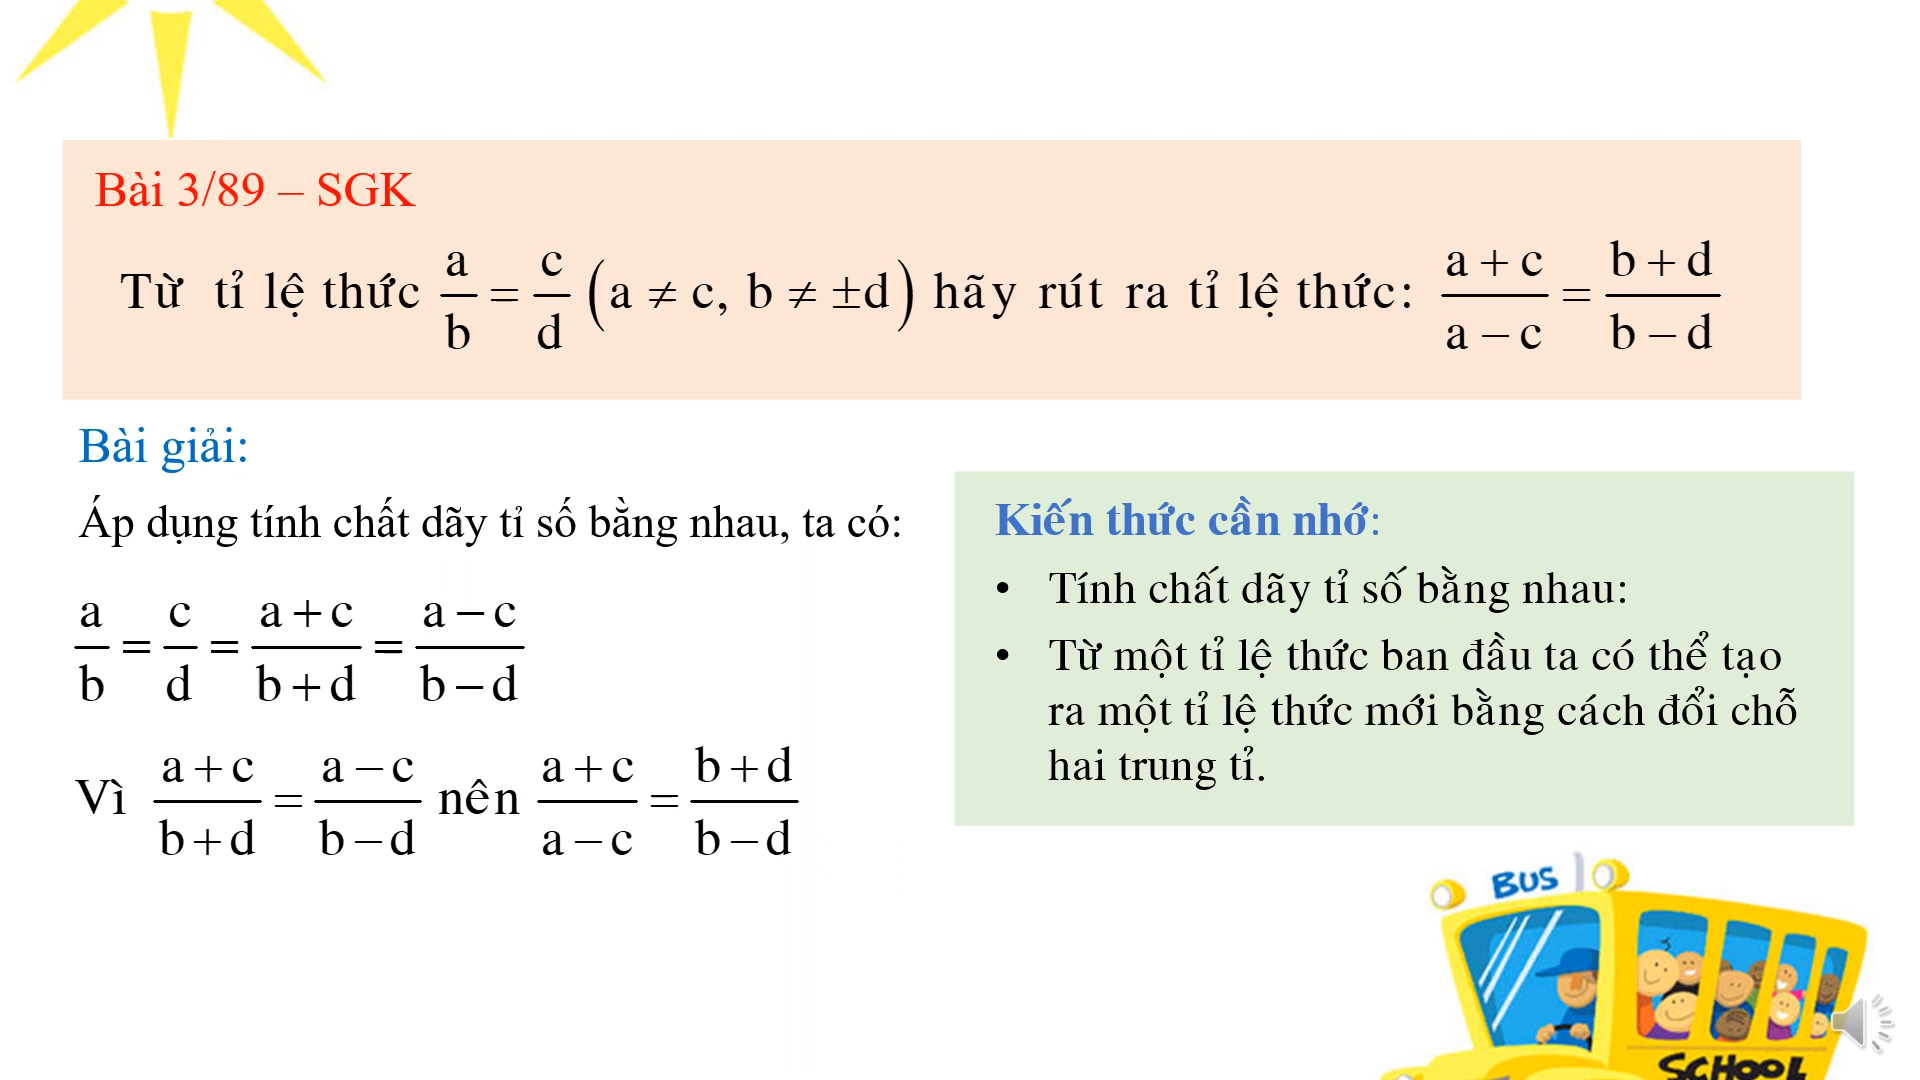 Bài 3/89 – SGK
Từ tỉ lệ thức a/b = c/d (a ≠ c, b ≠ ±d) hãy rút ra tỉ lệ thức: (a + c)/(a − c) = (b + d)/(b − d)
Bài giải:
Áp dụng tính chất dãy tỉ số bằng nhau, ta có:
a/b = c/d = (a + c)/(b + d) = (a − c)/(b − d)
Vì (a + c)/(b + d) = (a − c)/(b − d) nên (a + c)/(a − c) = (b + d)/(b − d)
Kiến thức cần nhớ:
• Tính chất dãy tỉ số bằng nhau:
• Từ một tỉ lệ thức ban đầu ta có thể tạo
ra một tỉ lệ thức mới bằng cách đổi chỗ
hai trung tỉ.
BUS
SCHOOL